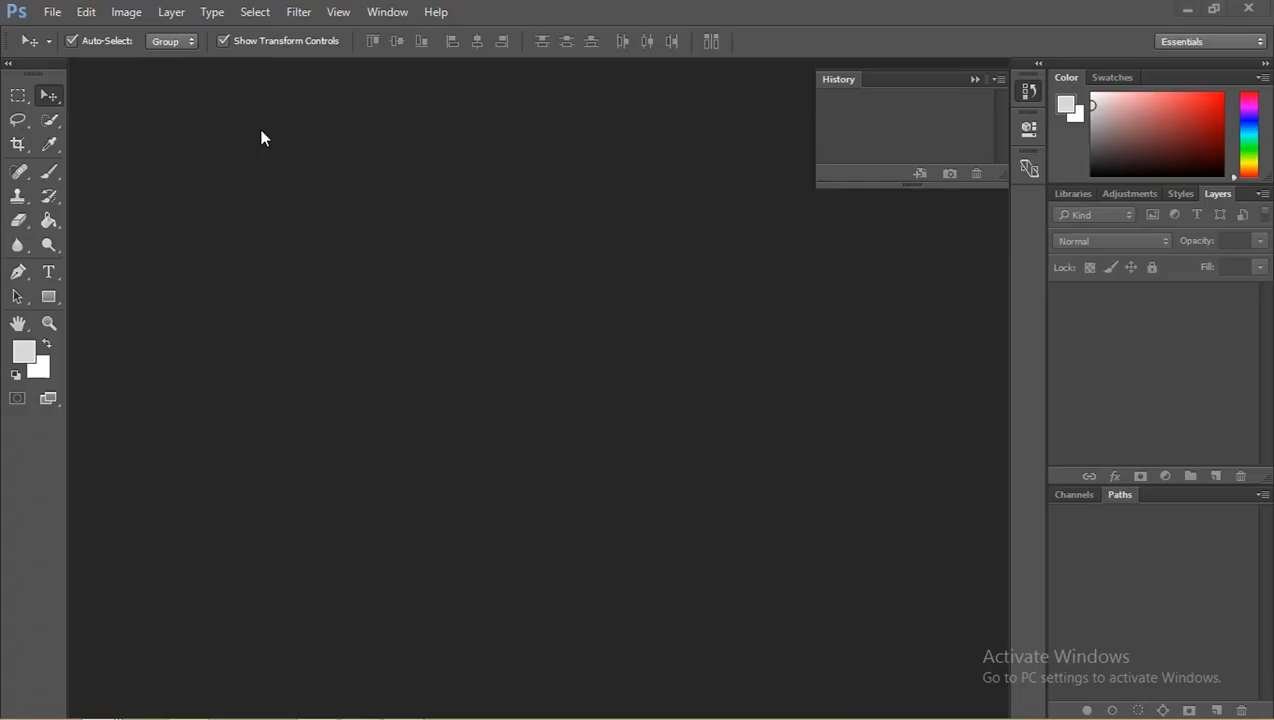 Ps File Edit Image Layer Type Select Filter View Window Help
Auto-Select: Group Show Transform Controls Essentials
History
Color Swatches
Libraries Adjustments Styles Layers
Kind T
Normal Opacity:
Lock: Fill:
T
fx
Channels Paths
Activate Windows
Go to PC settings to activate Windows.